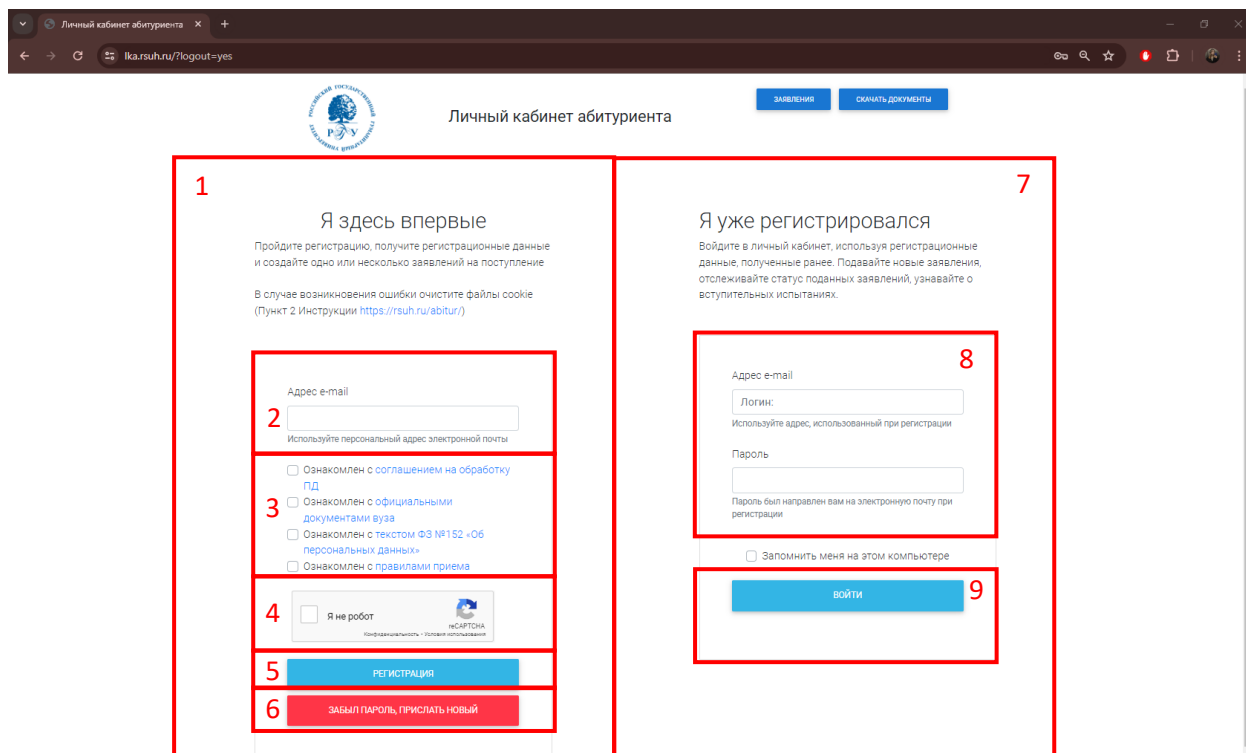 Личный кабинет абитуриента
lka.rsuh.ru/?logout=yes
РОССИЙСКИЙ ГОСУДАРСТВЕННЫЙ ГУМАНИТАРНЫЙ УНИВЕРСИТЕТ
Личный кабинет абитуриента
ЗАЯВЛЕНИЯ
СКАЧАТЬ ДОКУМЕНТЫ
1
Я здесь впервые
Пройдите регистрацию, получите регистрационные данные
и создайте одно или несколько заявлений на поступление
В случае возникновения ошибки очистите файлы cookie
(Пункт 2 Инструкции https://rsuh.ru/abitur/)
2
Адрес e-mail
Используйте персональный адрес электронной почты
3
Ознакомлен с соглашением на обработку
ПД
Ознакомлен с официальными
документами вуза
Ознакомлен с текстом ФЗ №152 «Об
персональных данных»
Ознакомлен с правилами приема
4
Я не робот
reCAPTCHA
Конфиденциальность - Условия использования
5
РЕГИСТРАЦИЯ
6
ЗАБЫЛ ПАРОЛЬ, ПРИСЛАТЬ НОВЫЙ
7
Я уже регистрировался
Войдите в личный кабинет, используя регистрационные
данные, полученные ранее. Подавайте новые заявления,
отслеживайте статус поданных заявлений, узнавайте о
вступительных испытаниях.
8
Адрес e-mail
Логин:
Используйте адрес, использованный при регистрации
Пароль
Пароль был направлен вам на электронную почту при
регистрации
Запомнить меня на этом компьютере
9
ВОЙТИ